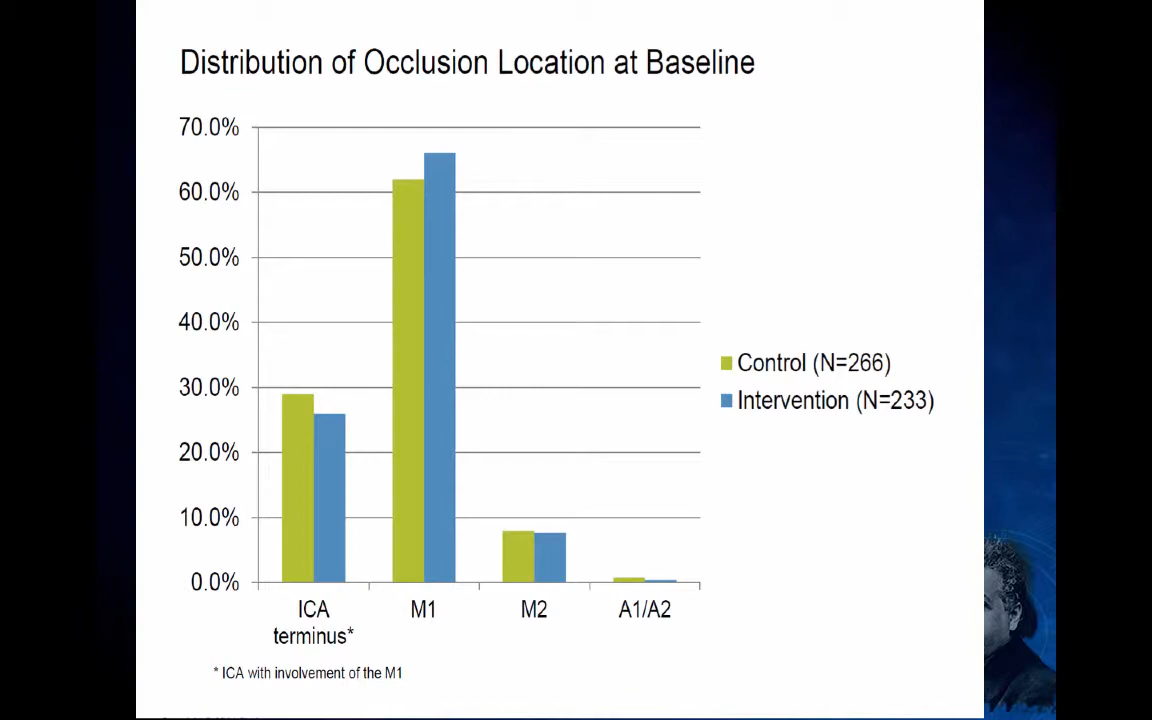 Distribution of Occlusion Location at Baseline
70.0%
60.0%
50.0%
40.0%
30.0%
20.0%
10.0%
0.0%
ICA
terminus*
M1
M2
A1/A2
Control (N=266)
Intervention (N=233)
* ICA with involvement of the M1